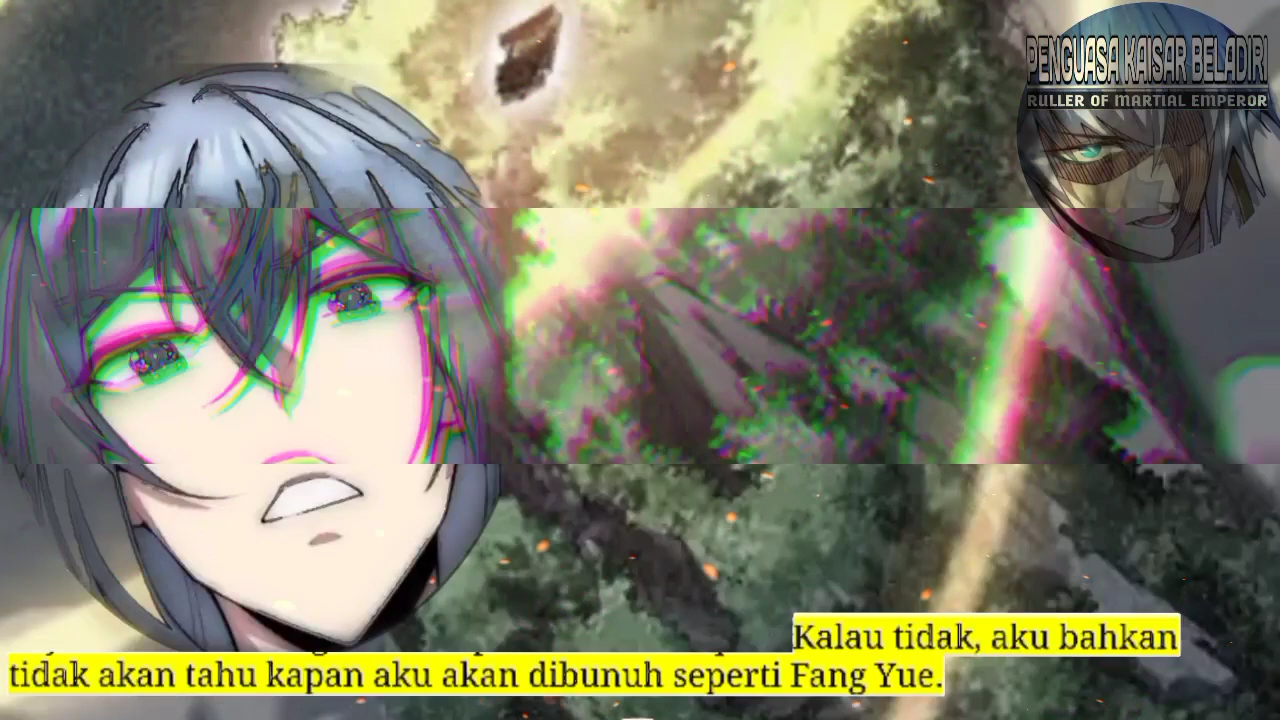 PENGUASA KAISAR BELADIRI
RULLER OF MARTIAL EMPEROR
Kalau tidak, aku bahkan
tidak akan tahu kapan aku akan dibunuh seperti Fang Yue.